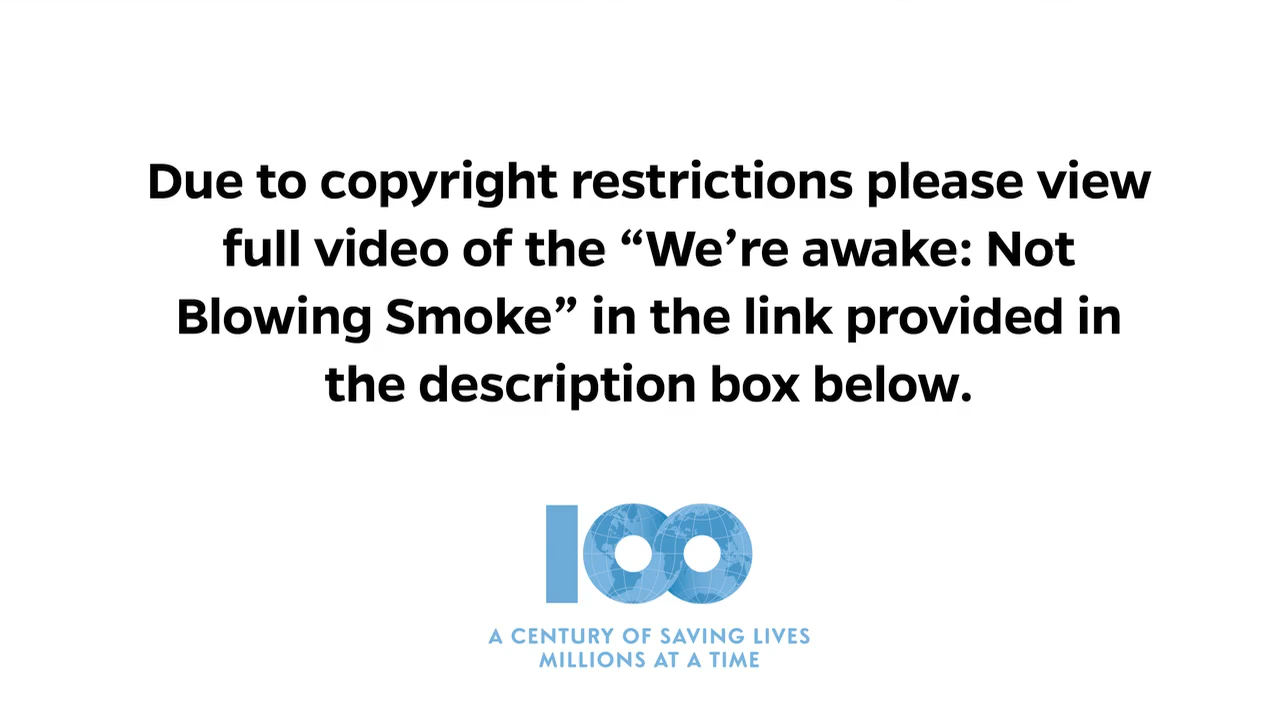 Due to copyright restrictions please view
full video of the “We’re awake: Not
Blowing Smoke” in the link provided in
the description box below.
100
A CENTURY OF SAVING LIVES
MILLIONS AT A TIME